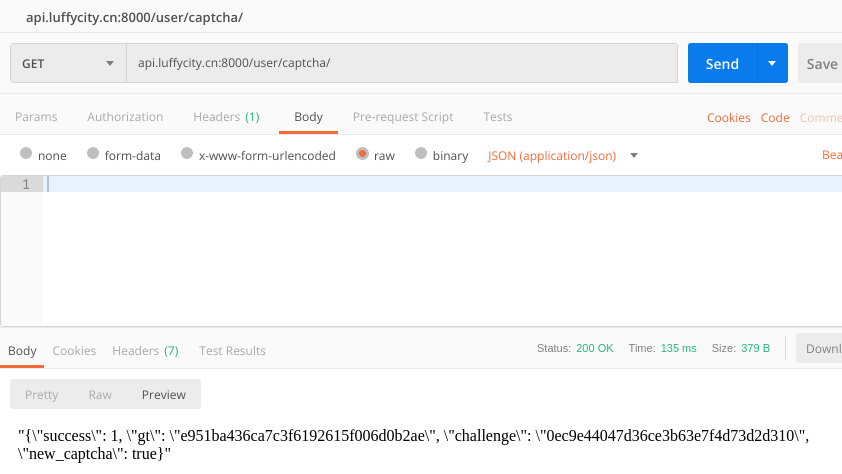 api.luffycity.cn:8000/user/captcha/
GET api.luffycity.cn:8000/user/captcha/ Send Save
Params Authorization Headers (1) Body Pre-request Script Tests Cookies Code Comme
none form-data x-www-form-urlencoded raw binary JSON (application/json) Bea
1
Body Cookies Headers (7) Test Results Status: 200 OK Time: 135 ms Size: 379 B Downl
Pretty Raw Preview
"{\"success\": 1, \"gt\": \"e951ba436ca7c3f6192615f006d0b2ae\", \"challenge\": \"0ec9e44047d36ce3b63e7f4d73d2d310\",
\"new_captcha\": true}"